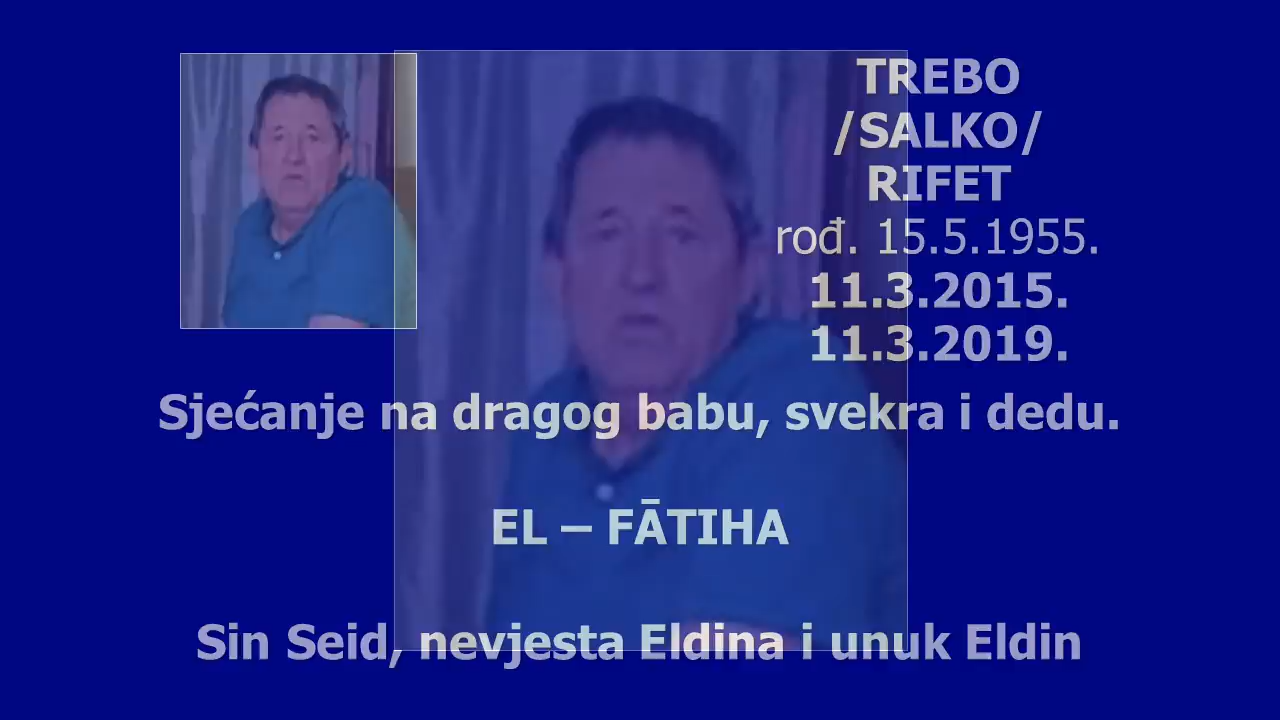 TREBO
/SALKO/
RIFET
rođ. 15.5.1955.
11.3.2015.
11.3.2019.
Sjećanje na dragog babu, svekra i dedu.
EL – FĀTIHA
Sin Seid, nevjesta Eldina i unuk Eldin